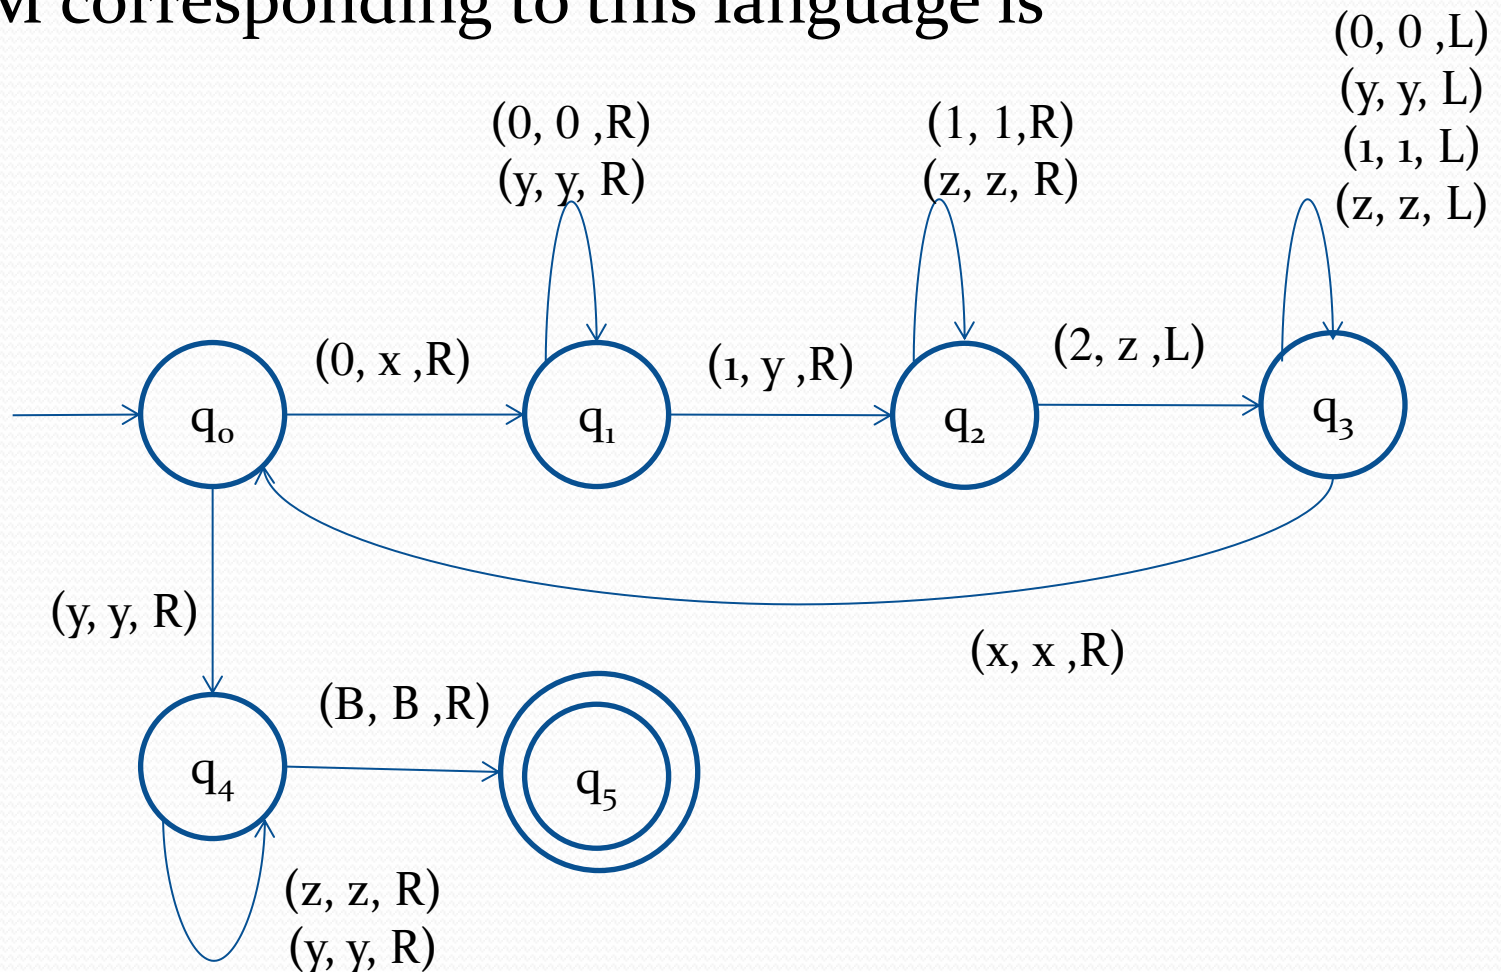 M corresponding to this language is
(0, 0 ,L)
(y, y, L)
(1, 1, L)
(z, z, L)
(0, 0 ,R)
(y, y, R)
(1, 1,R)
(z, z, R)
(0, x ,R)
(1, y ,R)
(2, z ,L)
q₀
q₁
q₂
q₃
(y, y, R)
(x, x ,R)
(B, B ,R)
q₄
q₅
(z, z, R)
(y, y, R)